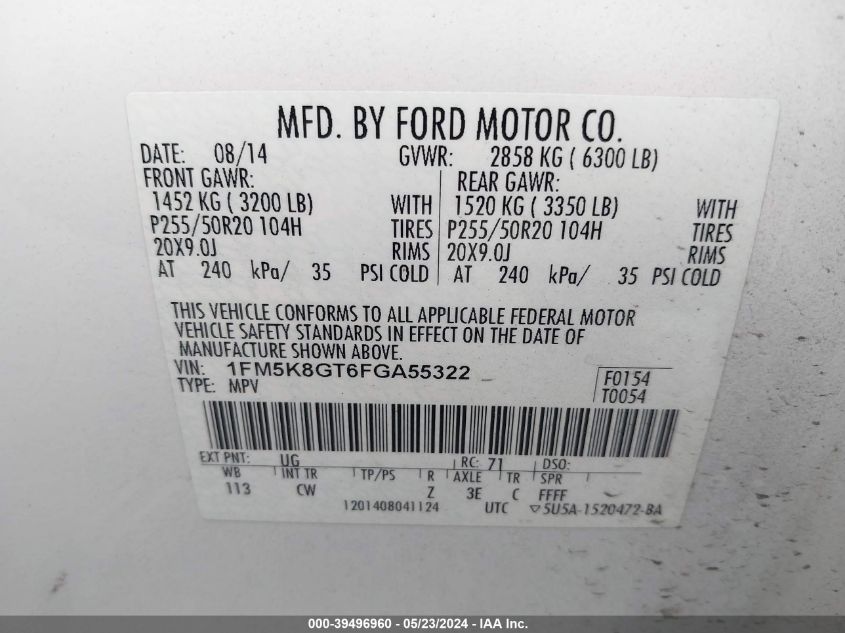 MFD. BY FORD MOTOR CO.
DATE: 08/14 GVWR: 2858 KG ( 6300 LB)
FRONT GAWR: REAR GAWR:
1452 KG ( 3200 LB) WITH 1520 KG ( 3350 LB) WITH
P255/50R20 104H TIRES P255/50R20 104H TIRES
20X9.0J RIMS 20X9.0J RIMS
AT 240 kPa/ 35 PSI COLD AT 240 kPa/ 35 PSI COLD
THIS VEHICLE CONFORMS TO ALL APPLICABLE FEDERAL MOTOR
VEHICLE SAFETY STANDARDS IN EFFECT ON THE DATE OF
MANUFACTURE SHOWN ABOVE.
VIN: 1FM5K8GT6FGA55322
TYPE: MPV
F0154
T0054
EXT PNT: UG RC: 71 DSO:
WB INT TR TP/PS R AXLE TR SPR
113 CW Z 3E C FFFF
1201408041124 UTC ▽5U5A-1520472-BA
000-39496960 - 05/23/2024 - IAA Inc.